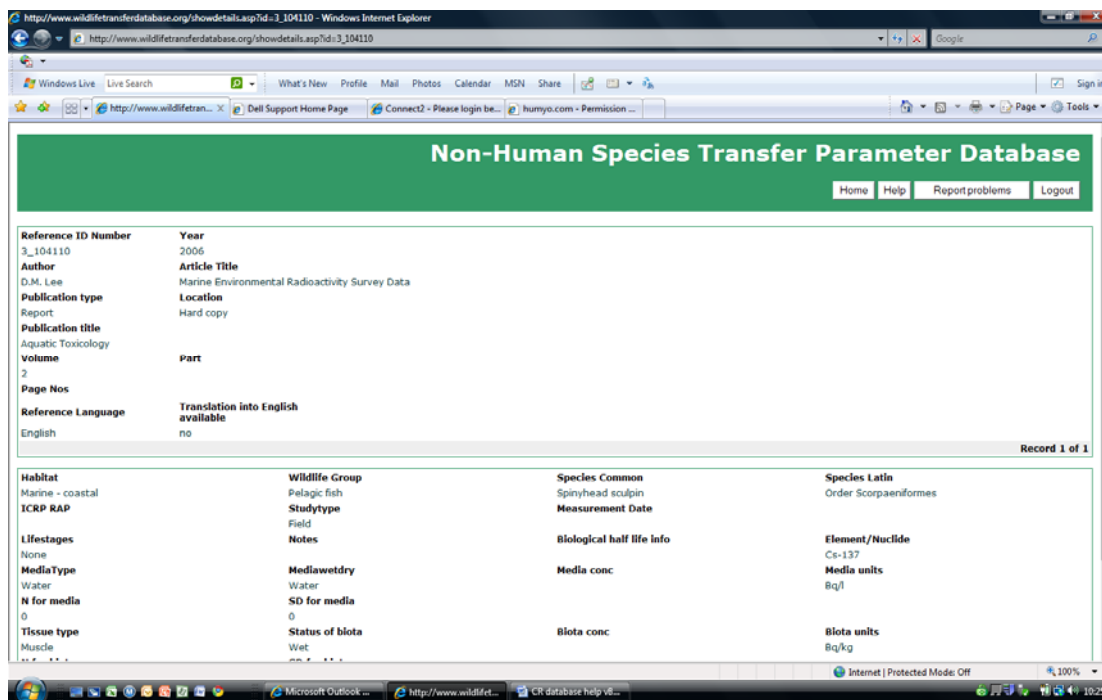 http://www.wildlifetransferdatabase.org/showdetails.asp?id=3_104110 - Windows Internet Explorer
http://www.wildlifetransferdatabase.org/showdetails.asp?id=3_104110 Google
Windows Live Live Search What's New Profile Mail Photos Calendar MSN Share Sign i
http://www.wildlifetran... X Dell Support Home Page Connect2 - Please login be... humyo.com - Permission ... Page Tools
Non-Human Species Transfer Parameter Database
Home Help Report problems Logout
Reference ID Number Year
3_104110 2006
Author Article Title
D.M. Lee Marine Environmental Radioactivity Survey Data
Publication type Location
Report Hard copy
Publication title
Aquatic Toxicology
Volume Part
2
Page Nos
Reference Language Translation into English available
English no
Record 1 of 1
Habitat Wildlife Group Species Common Species Latin
Marine - coastal Pelagic fish Spinyhead sculpin Order Scorpaeniformes
ICRP RAP Studytype Measurement Date
Field
Lifestages Notes Biological half life info Element/Nuclide
None Cs-137
MediaType Mediawetdry Media conc Media units
Water Water Bq/l
N for media SD for media
0 0
Tissue type Status of biota Biota conc Biota units
Muscle Wet Bq/kg
Internet | Protected Mode: Off 100%
Microsoft Outlook ... http://www.wildlifet... CR database help v8... 10:2